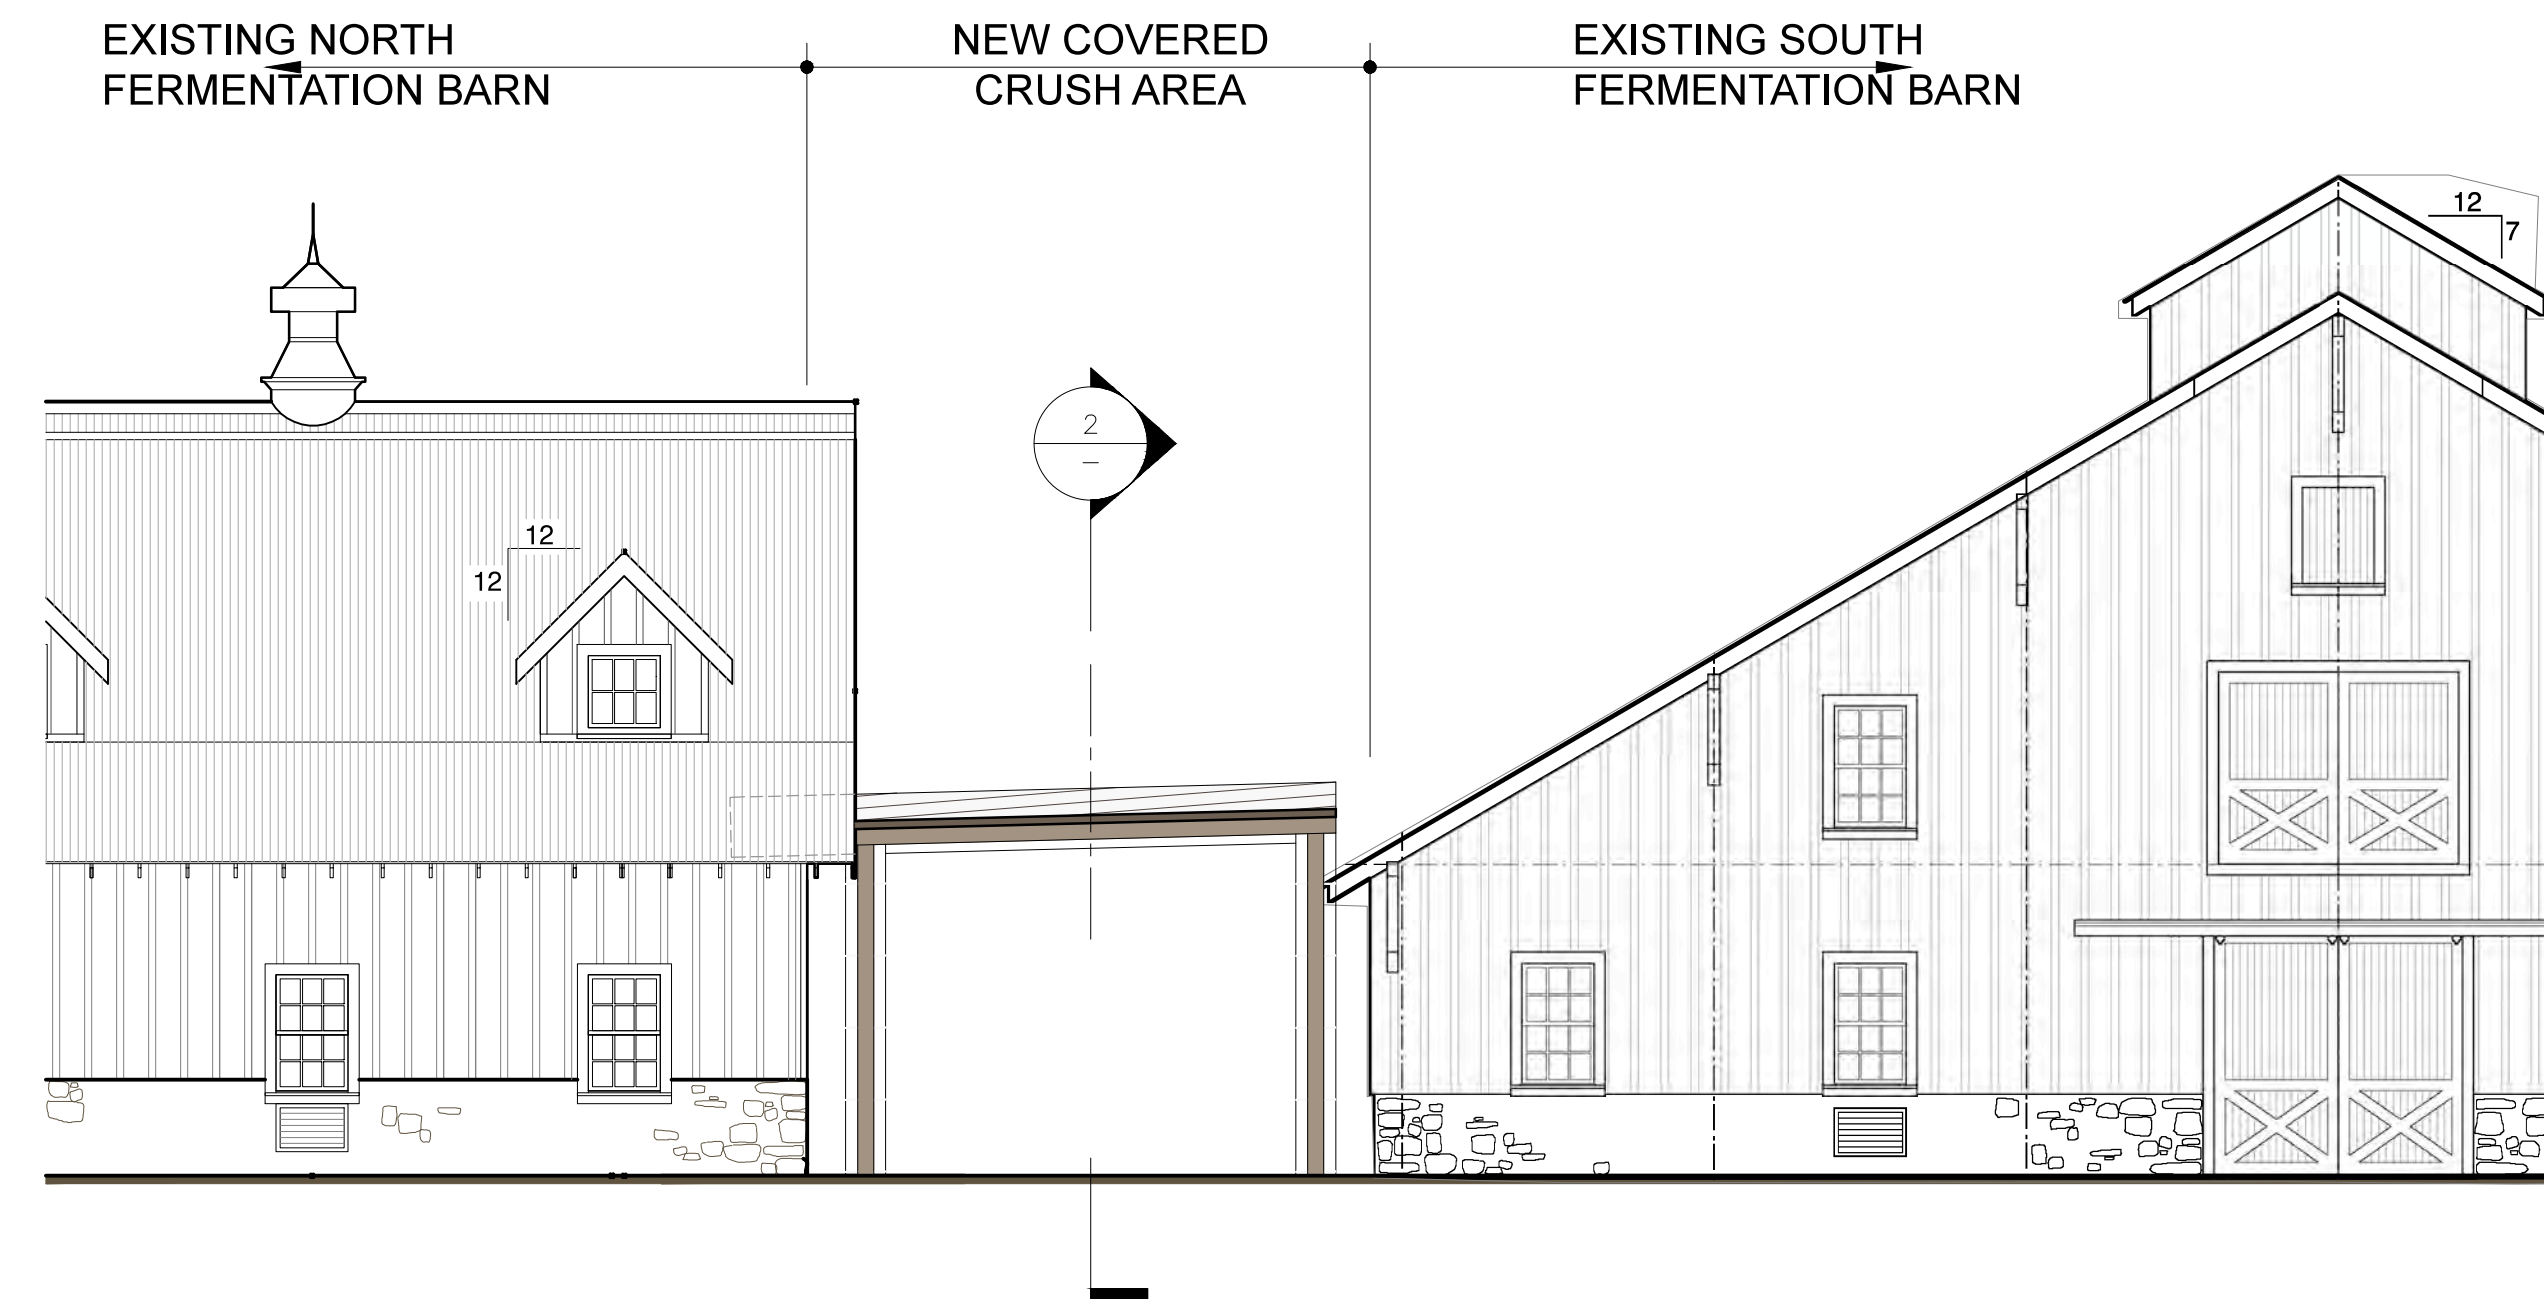 EXISTING NORTH
FERMENTATION BARN
NEW COVERED
CRUSH AREA
EXISTING SOUTH
FERMENTATION BARN
12
7
2
–
12
12